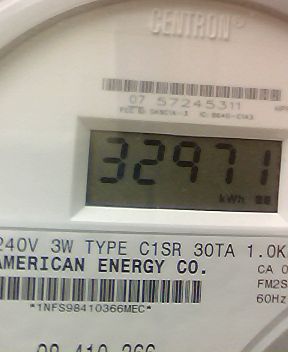 CENTRON
07 57245311
32971
kWh
240V 3W TYPE C1SR 30TA 1.0K
AMERICAN ENERGY CO.
CA 0
FM2S
60Hz
*1NFS98410366MEC*